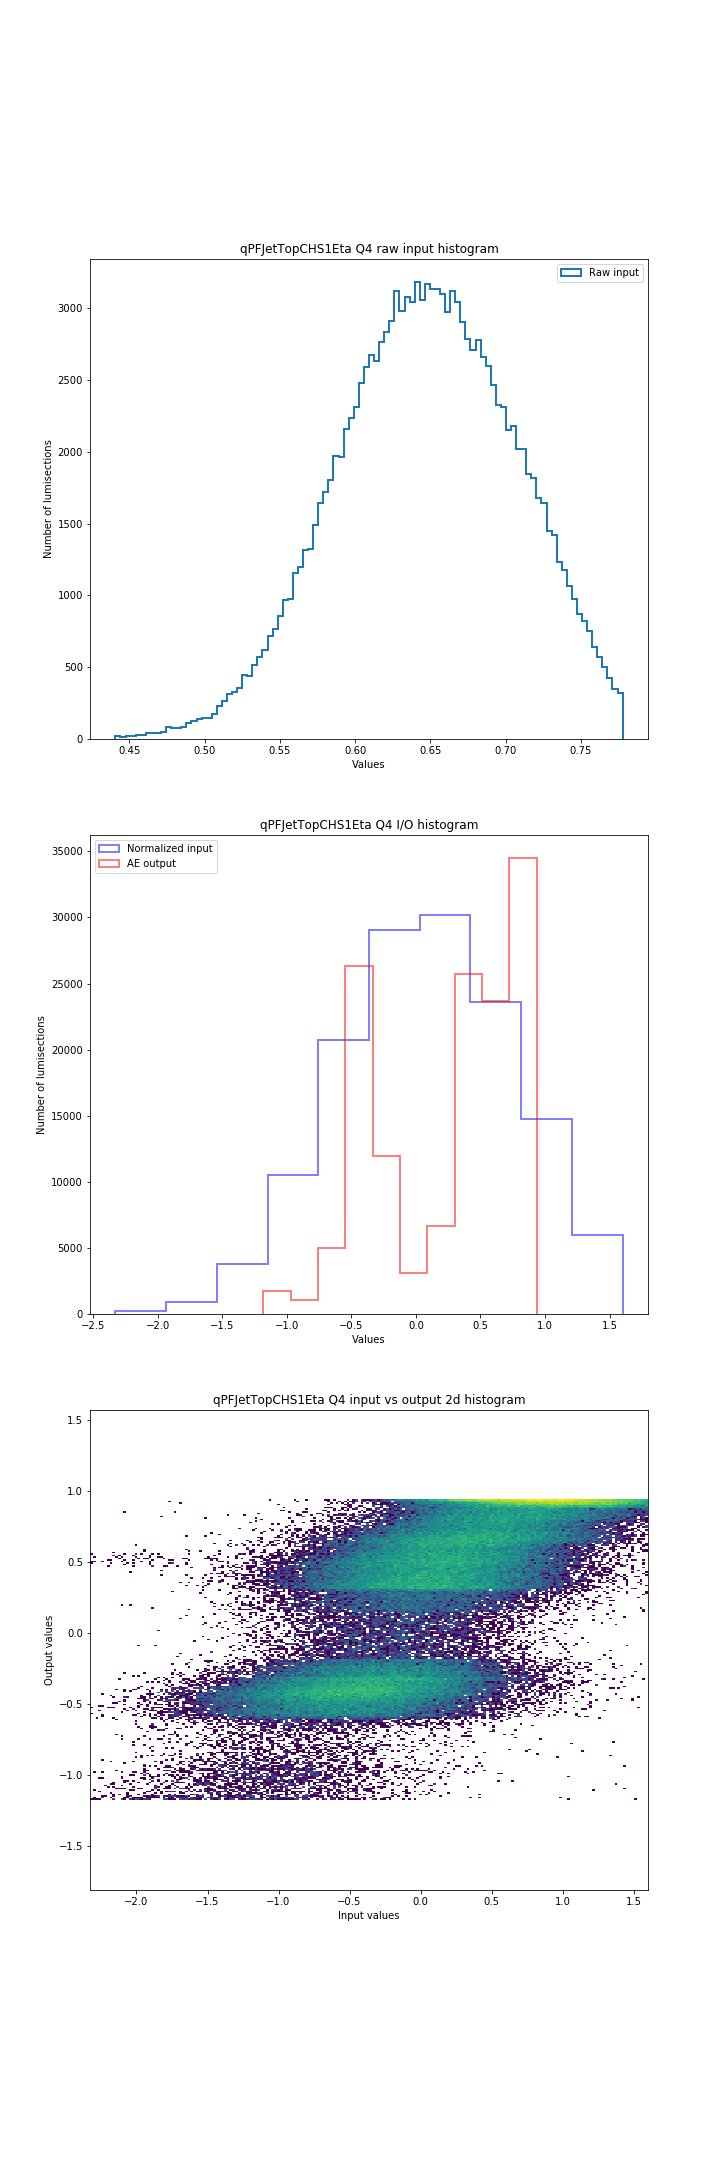 qPFJetTopCHS1Eta Q4 raw input histogram
Raw input
3000
2500
2000
1500
1000
500
0
Number of lumisections
0.45 0.50 0.55 0.60 0.65 0.70 0.75
Values
qPFJetTopCHS1Eta Q4 I/O histogram
Normalized input
AE output
35000
30000
25000
20000
15000
10000
5000
0
Number of lumisections
−2.5 −2.0 −1.5 −1.0 −0.5 0.0 0.5 1.0 1.5
Values
qPFJetTopCHS1Eta Q4 input vs output 2d histogram
1.5
1.0
0.5
0.0
−0.5
−1.0
−1.5
Output values
−2.0 −1.5 −1.0 −0.5 0.0 0.5 1.0 1.5
Input values